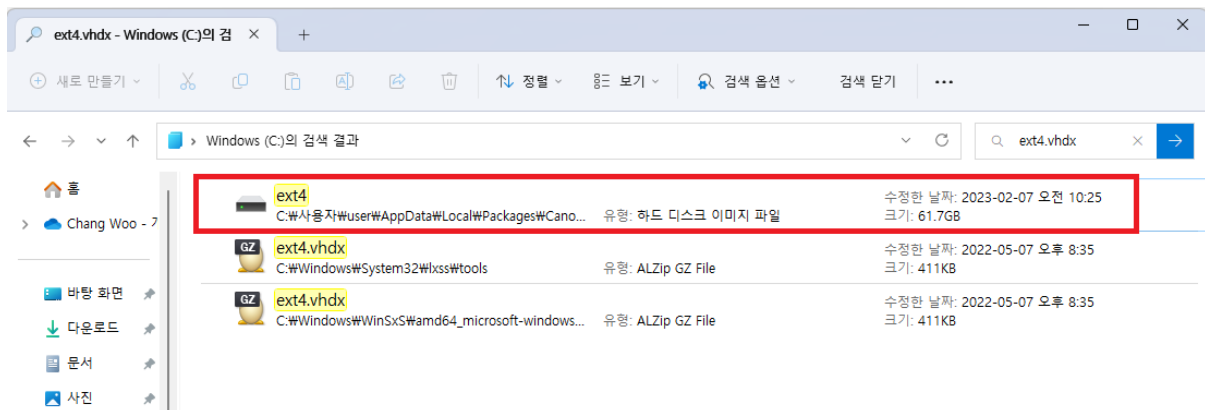 ext4.vhdx - Windows (C:)의 검
새로 만들기
정렬
보기
검색 옵션
검색 닫기
Windows (C:)의 검색 결과
ext4.vhdx
홈
Chang Woo - 개
바탕 화면
다운로드
문서
사진
ext4
C:₩사용자₩user₩AppData₩Local₩Packages₩Cano...
유형: 하드 디스크 이미지 파일
수정한 날짜: 2023-02-07 오전 10:25
크기: 61.7GB
ext4.vhdx
GZ
C:₩Windows₩System32₩lxss₩tools
유형: ALZip GZ File
수정한 날짜: 2022-05-07 오후 8:35
크기: 411KB
ext4.vhdx
GZ
C:₩Windows₩WinSxS₩amd64_microsoft-windows...
유형: ALZip GZ File
수정한 날짜: 2022-05-07 오후 8:35
크기: 411KB